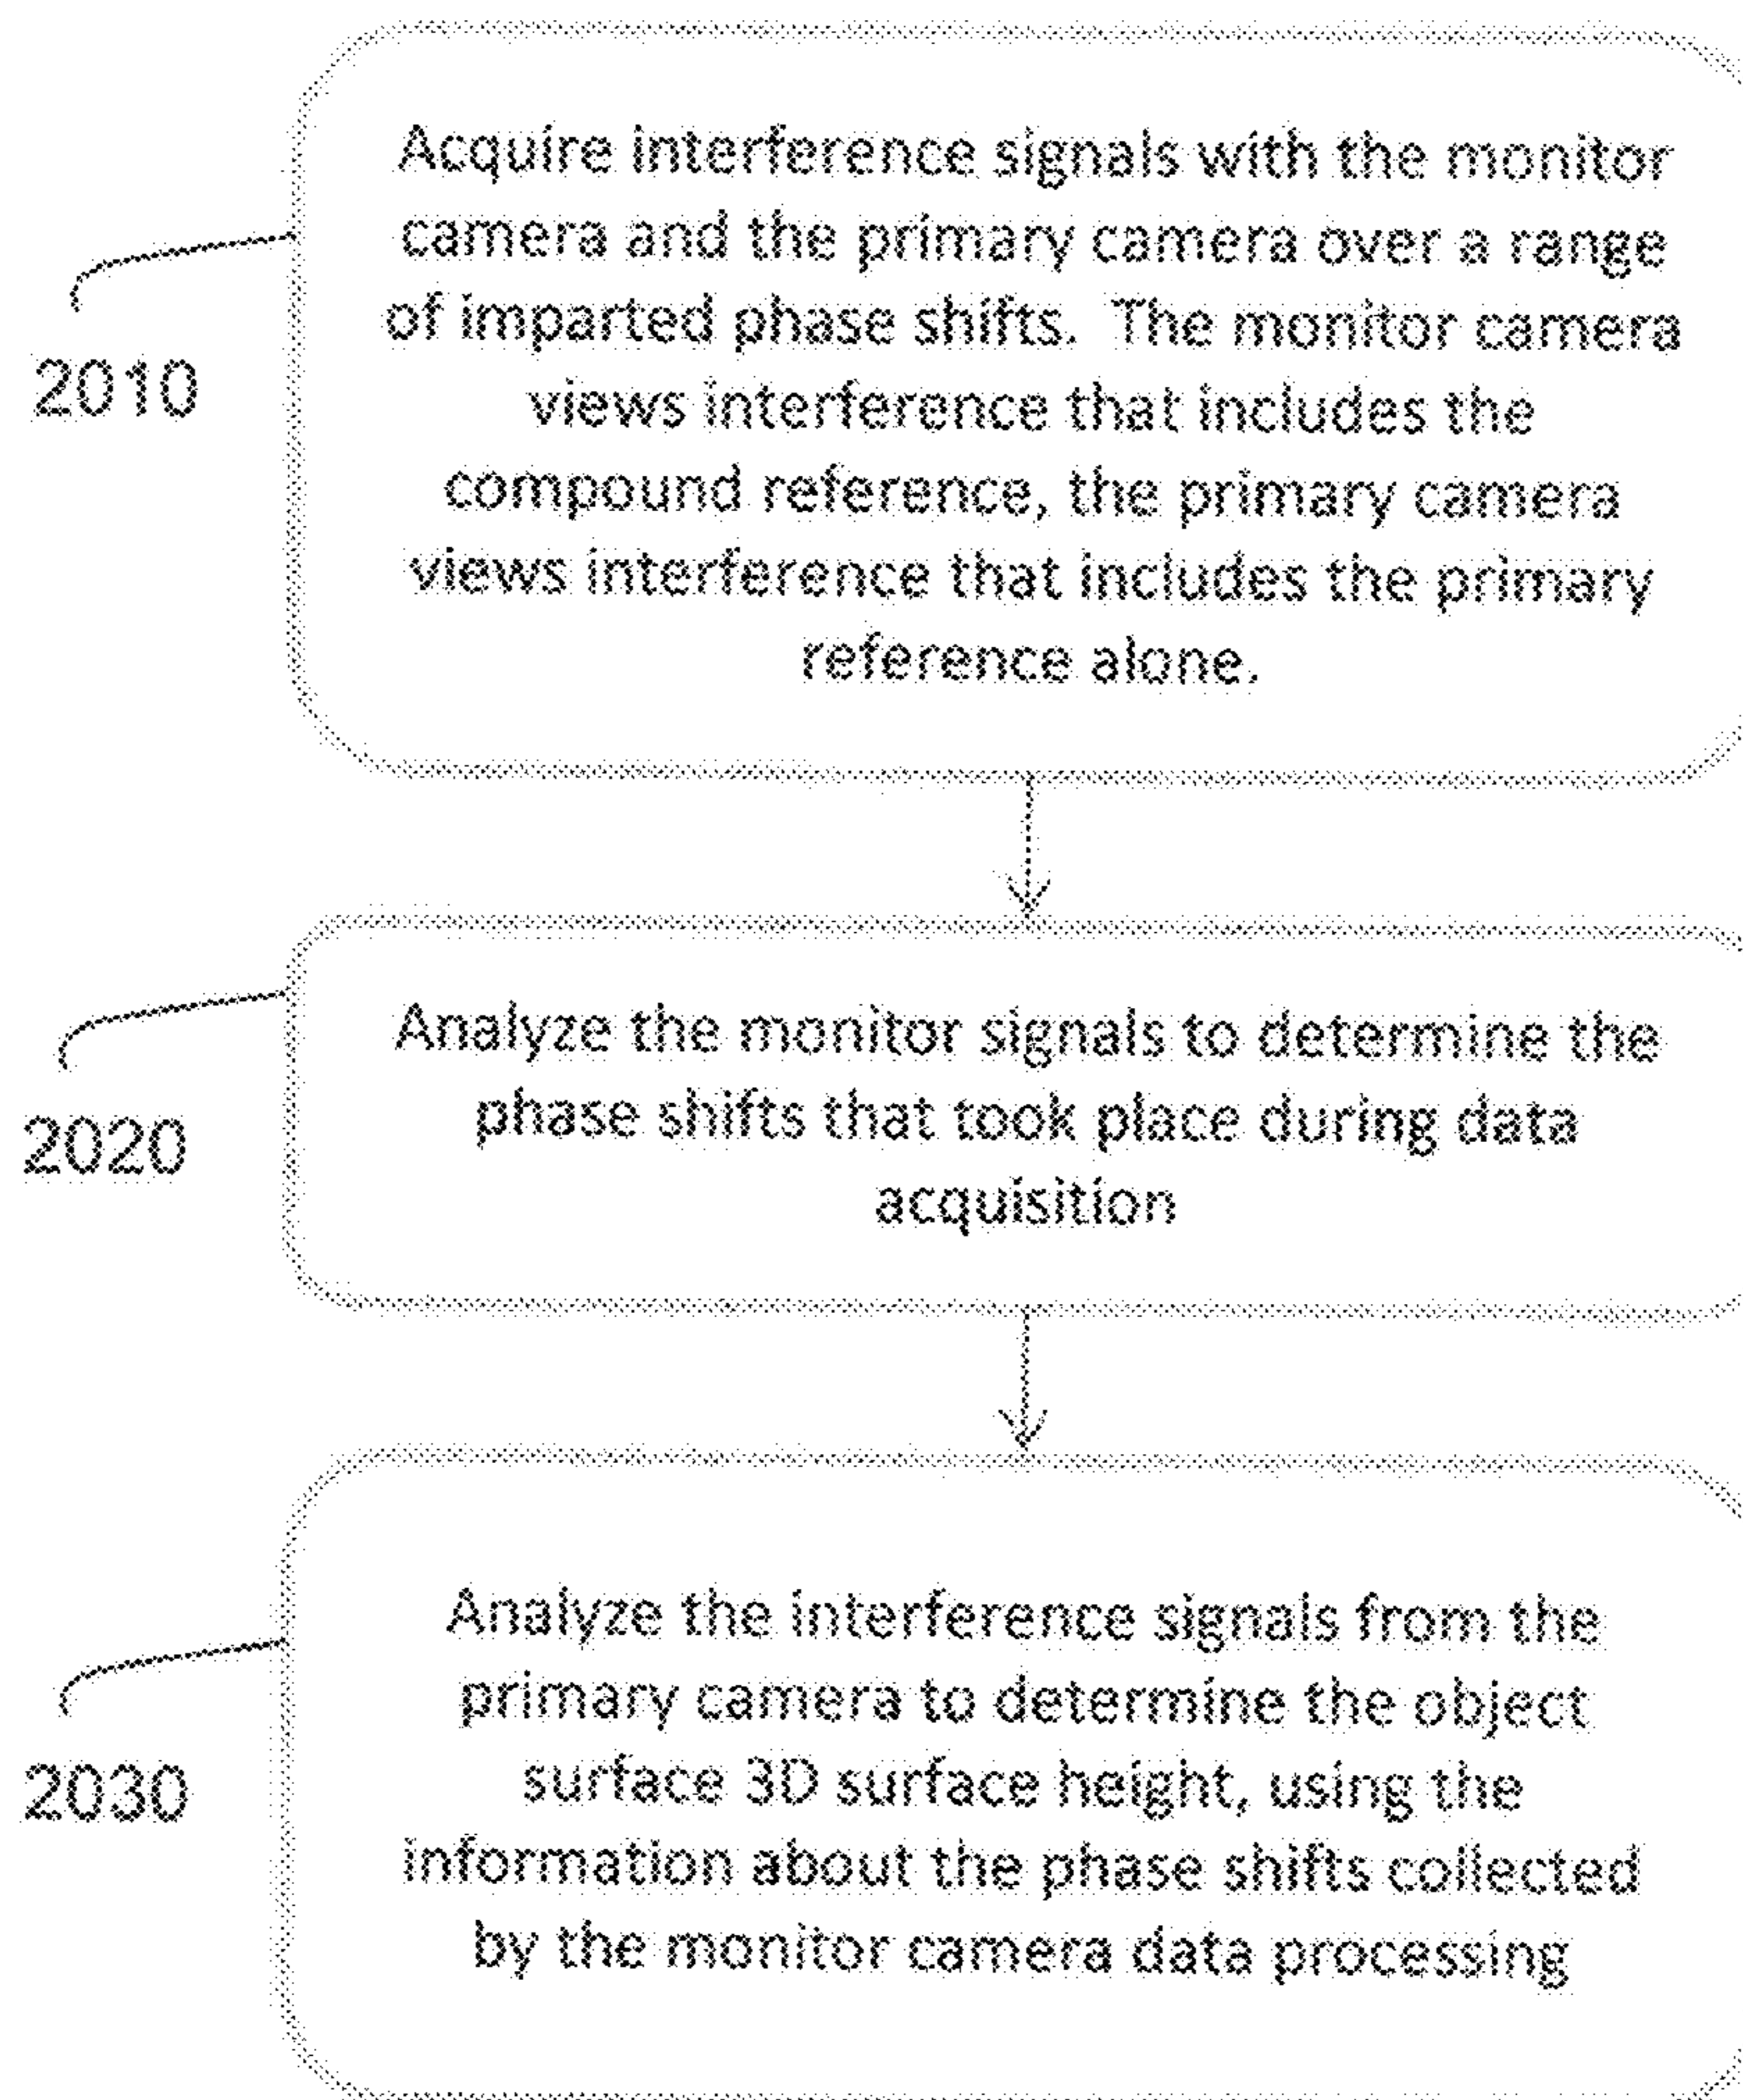 Acquire interference signals with the monitor
camera and the primary camera over a range
of imparted phase shifts.  The monitor camera
views interference that includes the
compound reference, the primary camera
views interference that includes the primary
reference alone.
2010
Analyze the monitor signals to determine the
phase shifts that took place during data
acquisition
2020
Analyze the interference signals from the
primary camera to determine the object
surface 3D surface height, using the
information about the phase shifts collected
by the monitor camera data processing
2030